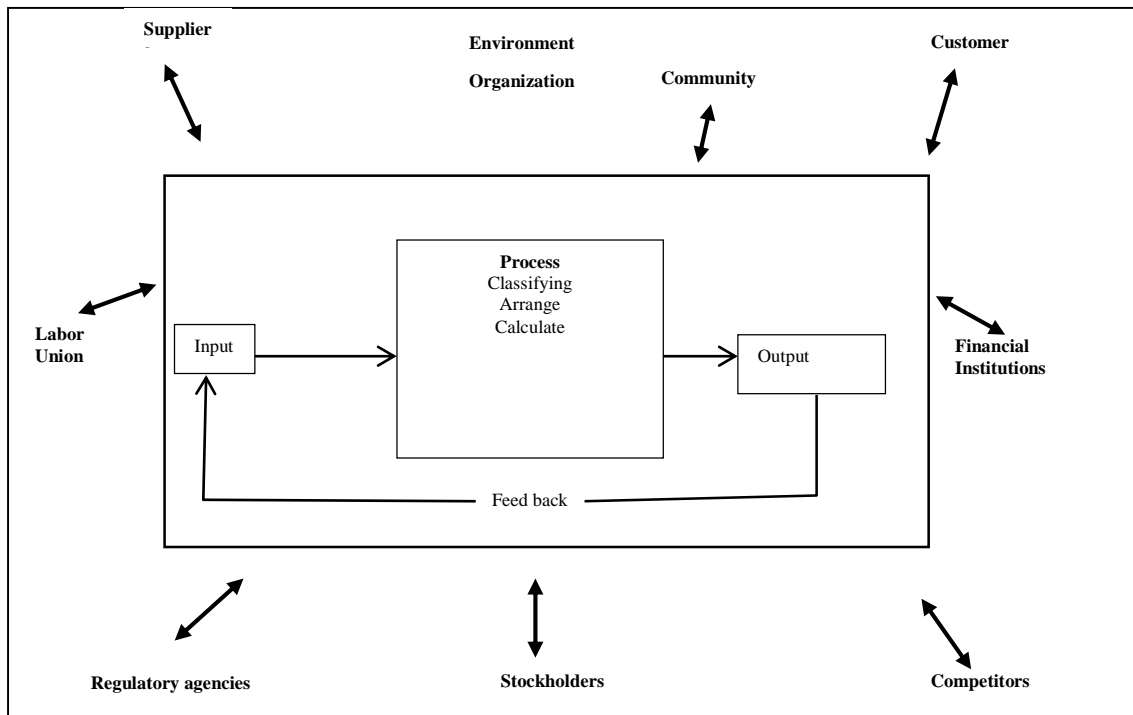 Supplier
Environment
Customer
Organization
Community
Process
Classifying
Arrange
Calculate
Labor
Union
Input
Output
Financial
Institutions
Feed back
Regulatory agencies
Stockholders
Competitors